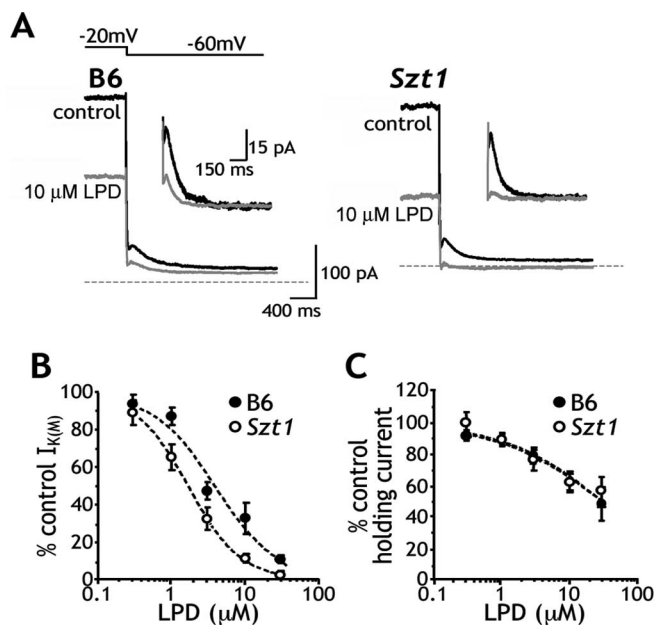 A
-20mV
-60mV
B6
control
15 pA
150 ms
10 μM LPD
100 pA
400 ms
Szt1
control
10 μM LPD
B
% control IK(M)
100
80
60
40
20
0
0.1
1
10
100
LPD (μM)
B6
Szt1
C
% control
holding current
120
100
80
60
40
20
0
0.1
1
10
100
LPD (μM)
B6
Szt1